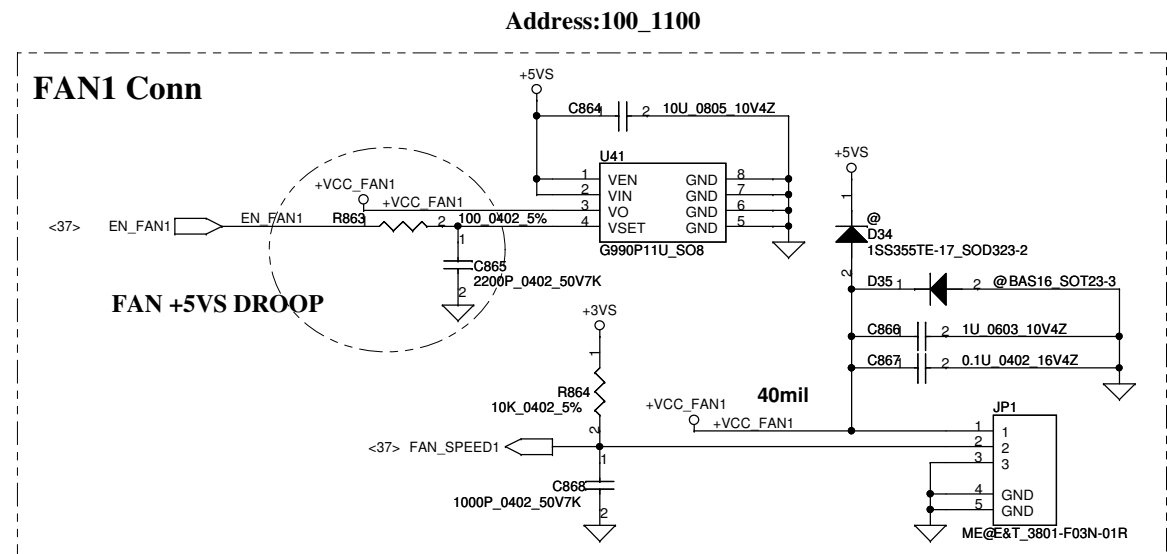 Address:100_1100
FAN1 Conn
+5VS
C864 1 2 10U_0805_10V4Z
U41
1 VEN GND 8
2 VIN GND 7
3 VO GND 6
4 VSET GND 5
G990P11U_SO8
+VCC_FAN1
+VCC_FAN1
<37> EN_FAN1 EN_FAN1 R863 2 100_0402_5%
1
C865
2200P_0402_50V7K
2
FAN +5VS DROOP
+5VS
1
@
D34
1SS355TE-17_SOD323-2
2
D35 1 2 @BAS16_SOT23-3
C866 1 2 1U_0603_10V4Z
C867 1 2 0.1U_0402_16V4Z
+3VS
1
R864
10K_0402_5%
2
40mil
+VCC_FAN1
+VCC_FAN1
<37> FAN_SPEED1
1
C868
1000P_0402_50V7K
2
JP1
1 1
2 2
3 3
4 GND
5 GND
ME@E&T_3801-F03N-01R